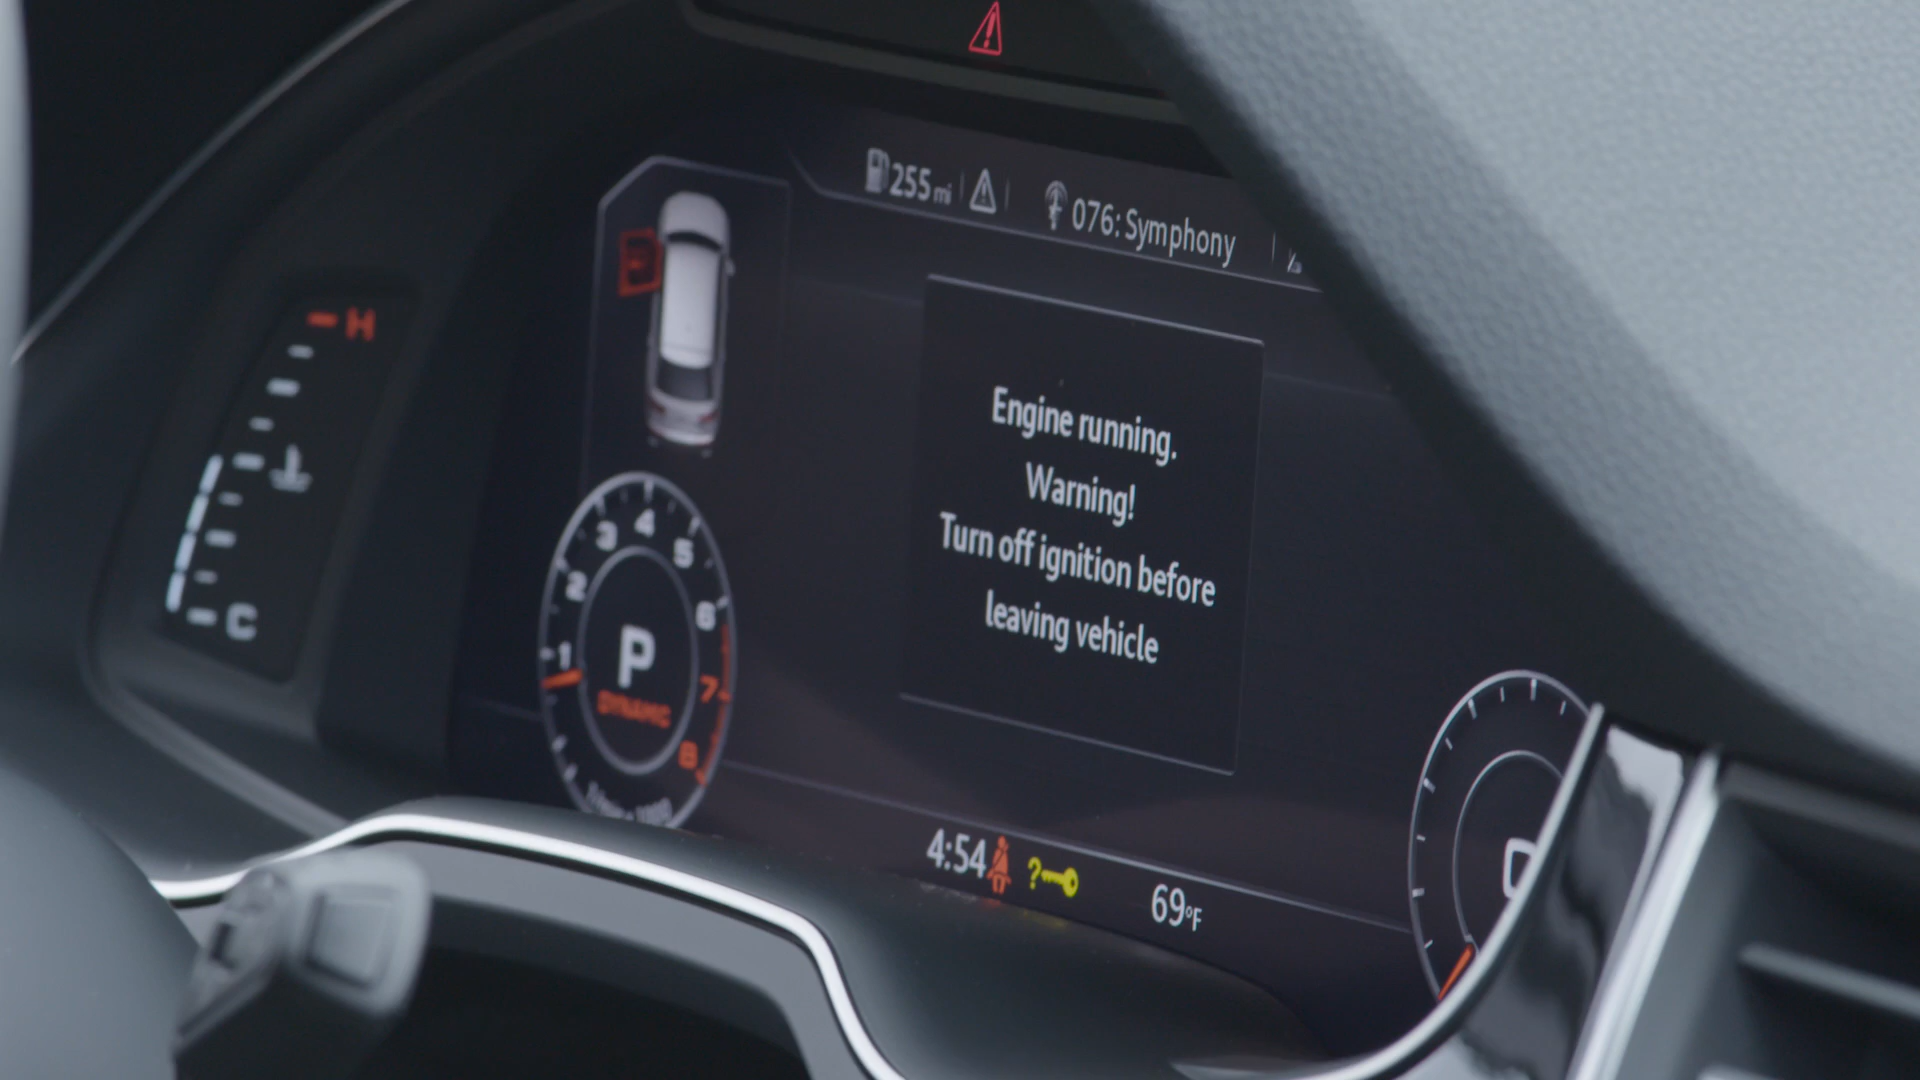 255 mi
076: Symphony
H
C
Engine running.
Warning!
Turn off ignition before
leaving vehicle
1 2 3 4 5 6 7 8
P
DYNAMIC
4:54
?
69°F